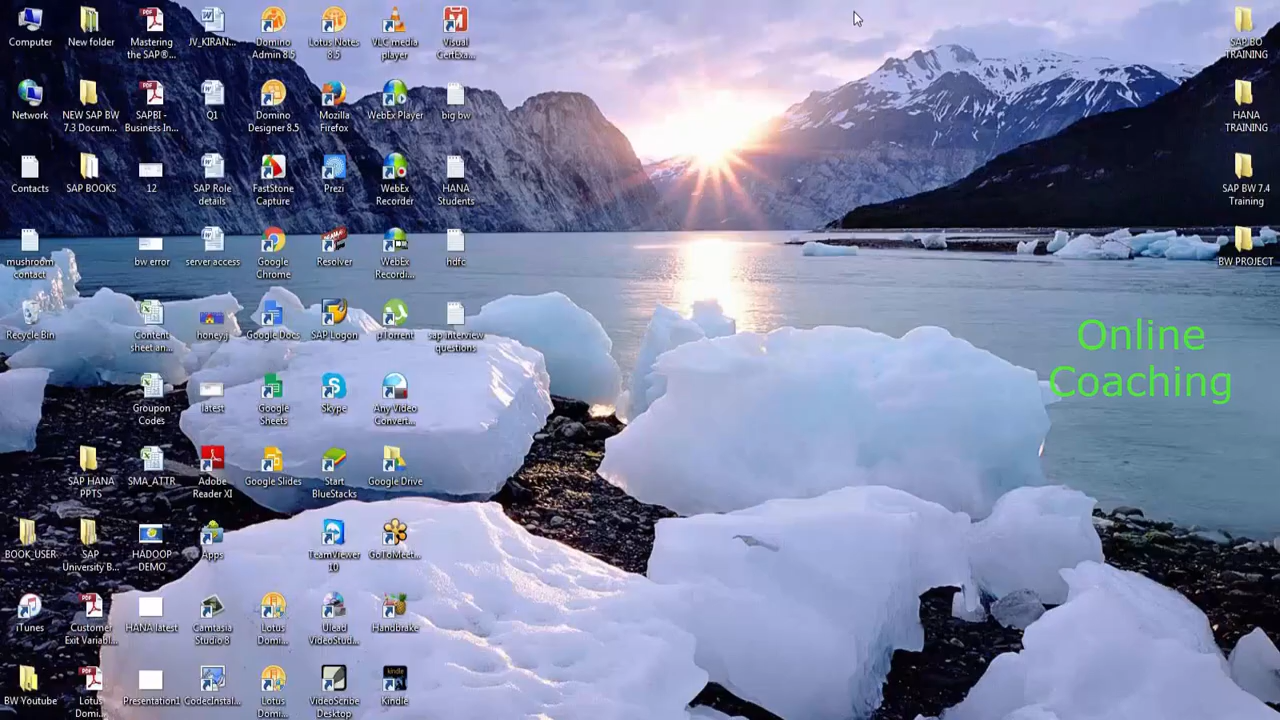 Computer
New folder
Mastering
the SAP®...
JV_KIRAN...
Domino
Admin 8.5
Lotus Notes
8.5
VLC media
player
Visual
CertExa...
SAP BO
TRAINING
Network
NEW SAP BW
7.3 Docum...
SAPBI -
Business In...
Q1
Domino
Designer 8.5
Mozilla
Firefox
WebEx Player
big bw
HANA
TRAINING
Contacts
SAP BOOKS
12
SAP Role
details
FastStone
Capture
Prezi
WebEx
Recorder
HANA
Students
SAP BW 7.4
Training
mushroom
contact
bw error
server access
Google
Chrome
Resolver
WebEx
Recordi...
hdfc
BW PROJECT
Recycle Bin
Content
sheet an...
honeyij
Google Docs
SAP Logon
µTorrent
sap interview
questions
Online
Coaching
Groupon
Codes
latest
Google
Sheets
Skype
Any Video
Convert...
SAP HANA
PPTS
SMA_ATTR
Adobe
Reader XI
Google Slides
Start
BlueStacks
Google Drive
BOOK_USER...
SAP
University B...
HADOOP
DEMO
Apps
TeamViewer
10
GoToMeet...
iTunes
Customer
Exit Variabl...
HANA latest
Camtasia
Studio 8
Lotus
Domi...
Ulead
VideoStud...
Handbrake
BW Youtube
Lotus
Domi...
Presentation1
CodecInstal...
Lotus
Domi...
VideoScribe
Desktop
Kindle